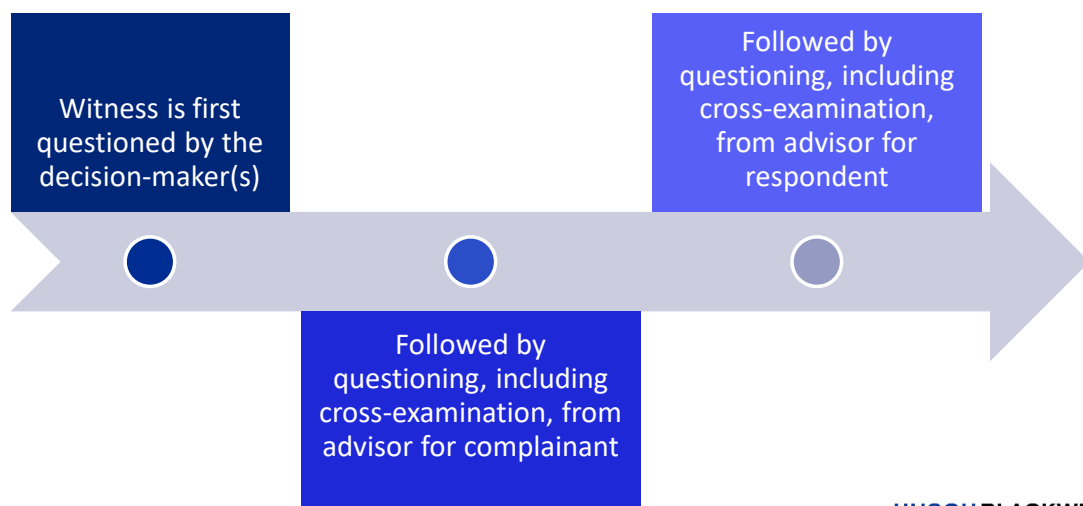 Witness is first
questioned by the
decision-maker(s)
Followed by
questioning, including
cross-examination, from
advisor for complainant
Followed by
questioning, including
cross-examination,
from advisor for
respondent